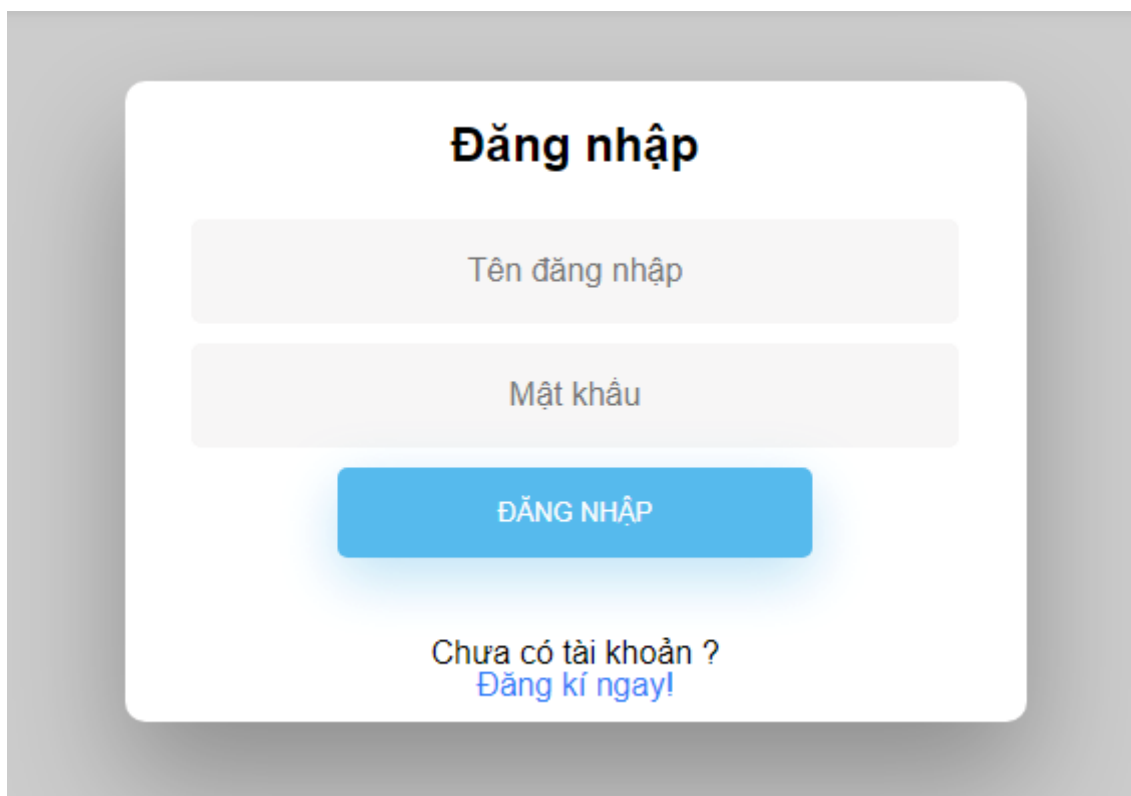 Đăng nhập
Tên đăng nhập
Mật khẩu
ĐĂNG NHẬP
Chưa có tài khoản ?
Đăng kí ngay!